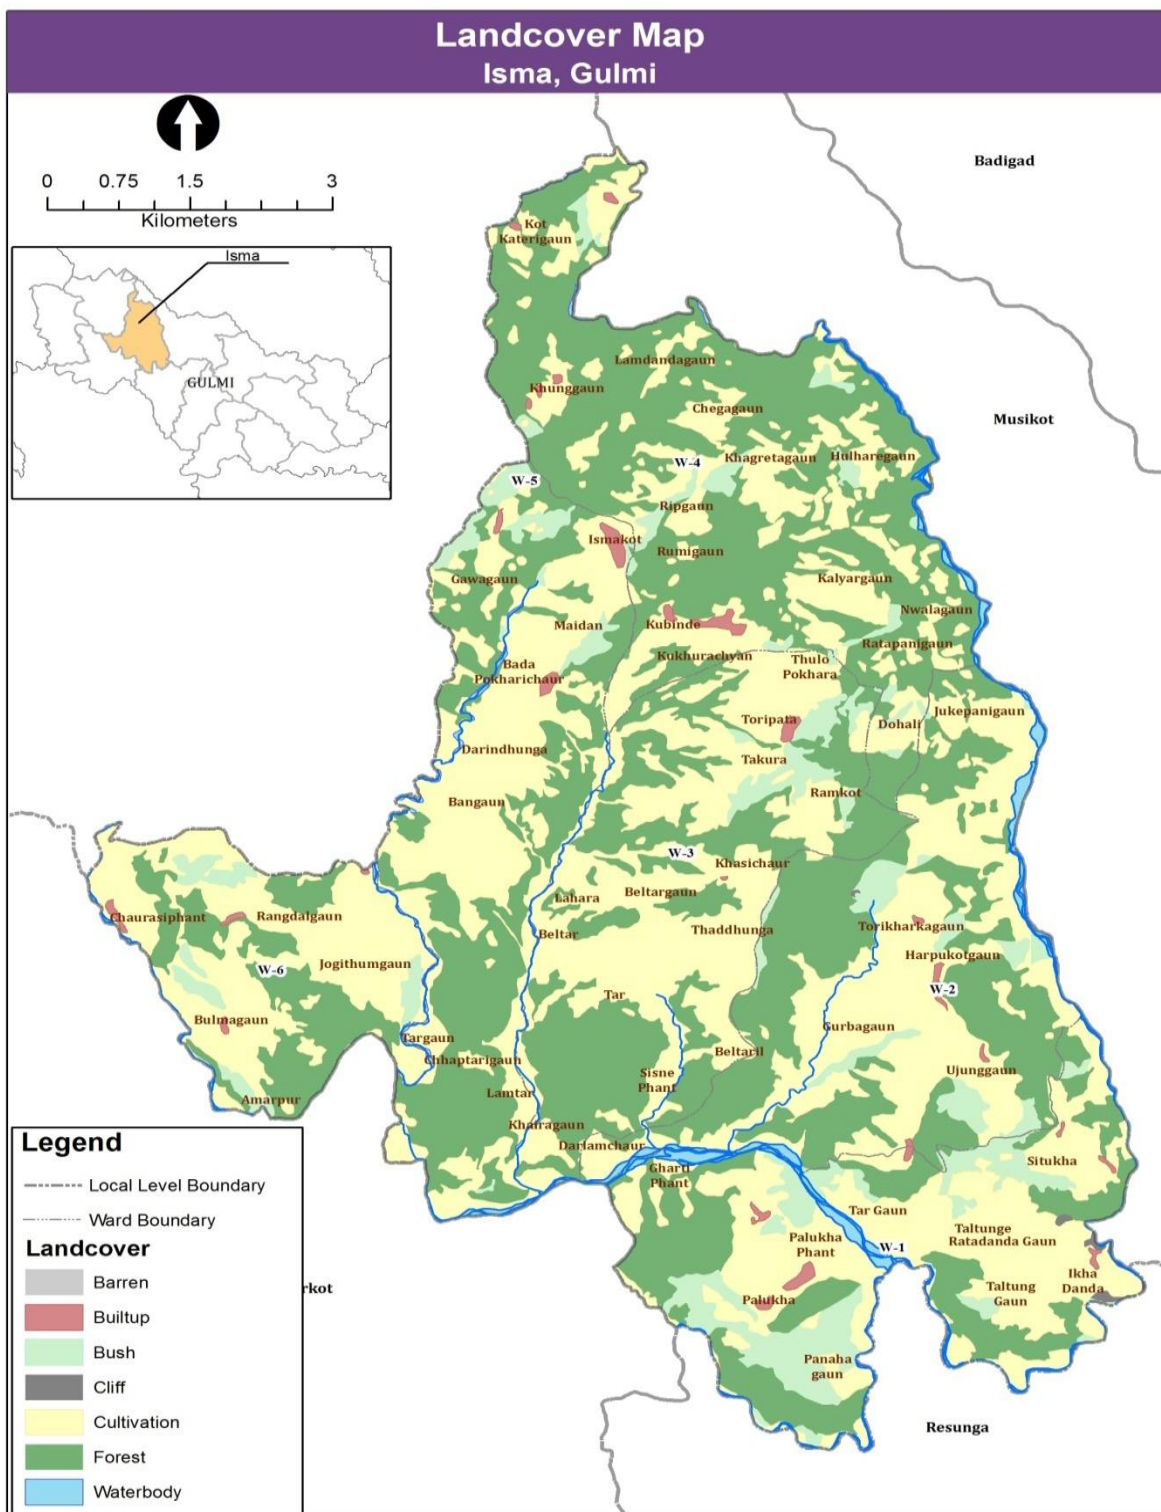 Landcover Map
Isma, Gulmi
0 0.75 1.5 3
Kilometers
Isma
GULMI
Badigad
Musikot
Kot
Katerigaun
Lamdandagaun
Khunggaun
Chegagaun
W-4
Khagretagaun
Hulharegaun
W-5
Ripgaun
Ismakot
Rumigaun
Gawagaun
Kalyargaun
Nwalagaun
Maidan
Kubinde
Ratapanigaun
Kukhurachyan
Thulo
Pokhara
Bada
Pokharichaur
Toripata
Dohali
Jukepanigaun
Darindhunga
Takura
Bangaun
Ramkot
W-3
Khasichaur
Lahara
Beltargaun
Chaurasiphant
Rangdalgaun
Beltar
Thaddhunga
Torikharkagaun
Harpukotgaun
W-6
Jogithumgaun
W-2
Tar
Bulmagaun
Gurbagaun
Targaun
Chhaptarigaun
Beltaril
Sisne
Phant
Ujunggaun
Amarpur
Lamtar
Khairagaun
Darlamchaur
Gharti
Phant
Situkha
Tar Gaun
Taltunge
Ratadanda Gaun
Palukha
Phant
W-1
Ikha
Danda
Taltung
Gaun
Palukha
Panaha
gaun
Resunga
rkot
Legend
Local Level Boundary
Ward Boundary
Landcover
Barren
Builtup
Bush
Cliff
Cultivation
Forest
Waterbody